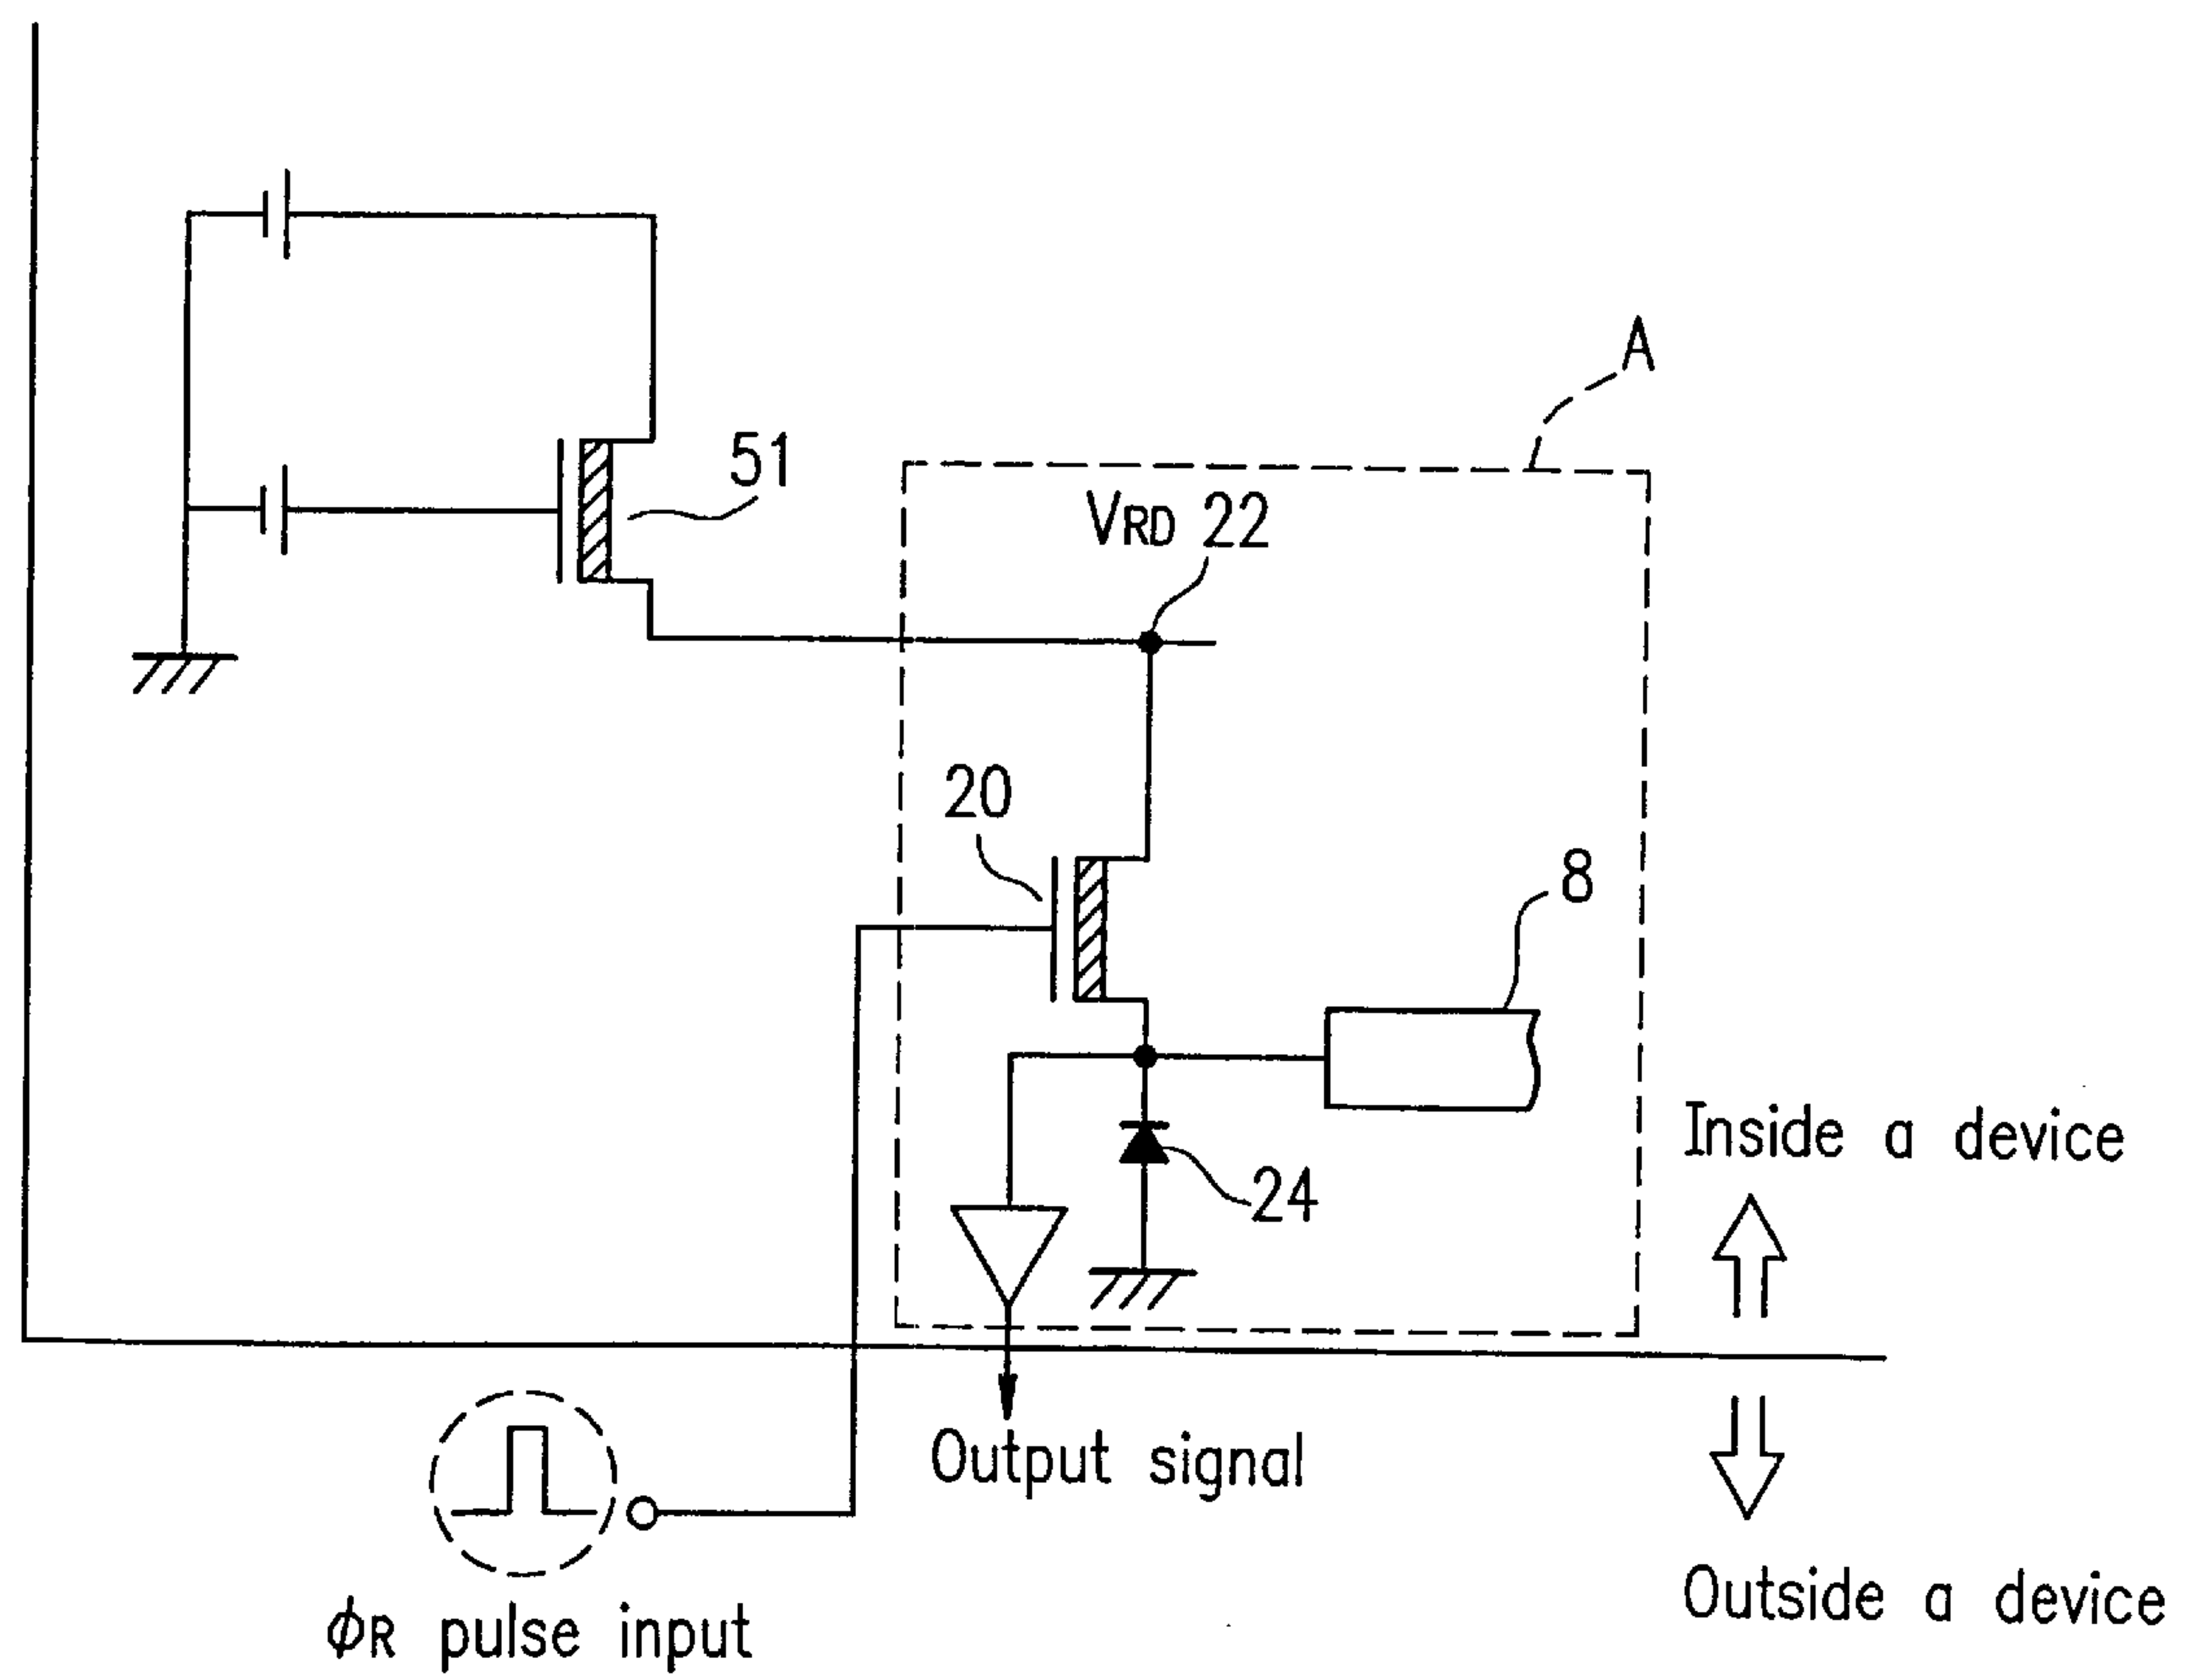 A
51
VRD 22
20
8
24
Inside a device
Output signal
Outside a device
ϕR pulse input